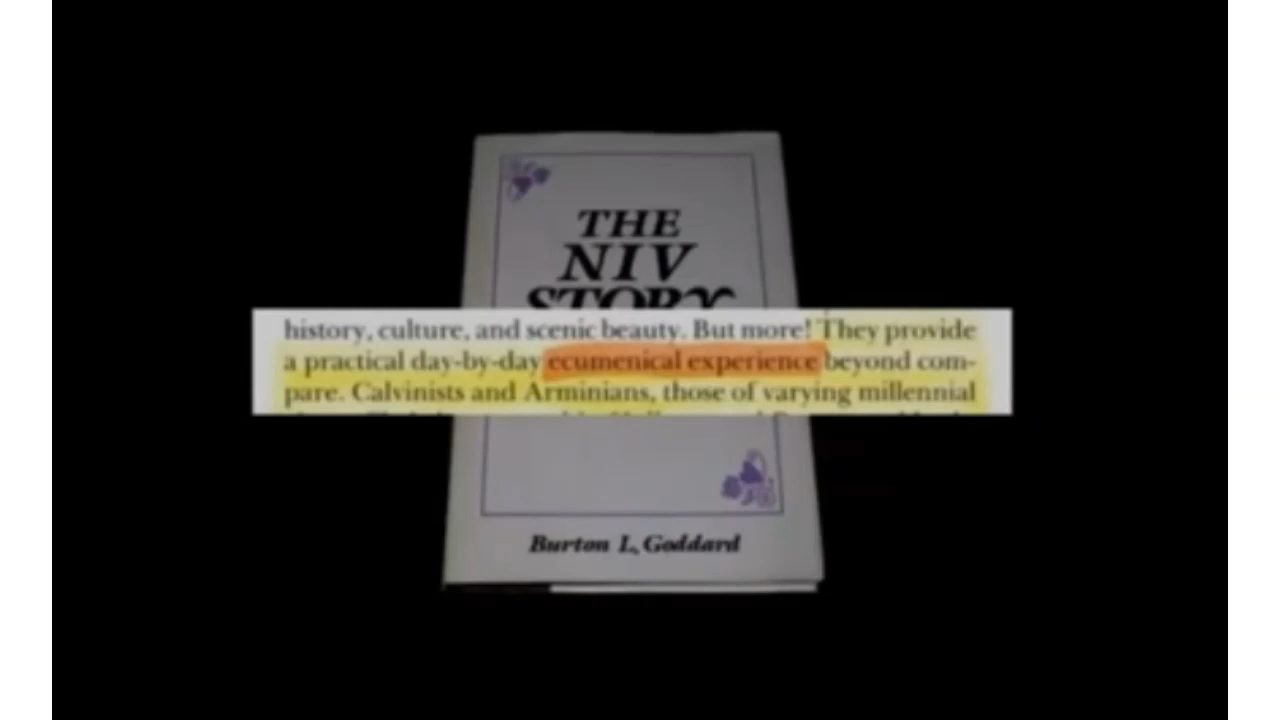 THE
NIV
STORY
history, culture, and scenic beauty. But more! They provide
a practical day-by-day ecumenical experience beyond com-
pare. Calvinists and Arminians, those of varying millennial
Burton L. Goddard